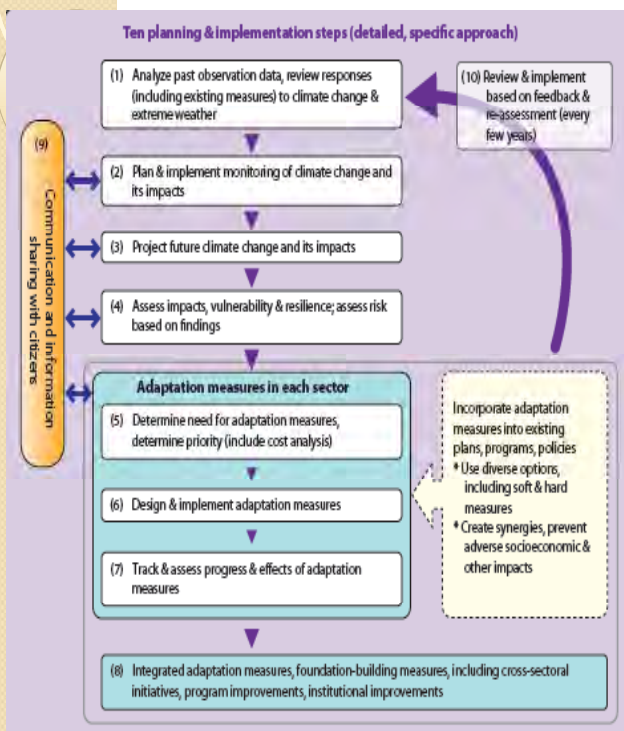 Ten planning & implementation steps (detailed, specific approach)
(1) Analyze past observation data, review responses
(including existing measures) to climate change &
extreme weather
(10) Review & implement
based on feedback &
re-assessment (every
few years)
(9)
Communication and information
sharing with citizens
(2) Plan & implement monitoring of climate change and
its impacts
(3) Project future climate change and its impacts
(4) Assess impacts, vulnerability & resilience; assess risk
based on findings
Adaptation measures in each sector
(5) Determine need for adaptation measures,
determine priority (include cost analysis)
(6) Design & implement adaptation measures
(7) Track & assess progress & effects of adaptation
measures
Incorporate adaptation
measures into existing
plans, programs, policies
* Use diverse options,
including soft & hard
measures
* Create synergies, prevent
adverse socioeconomic &
other impacts
(8) Integrated adaptation measures, foundation-building measures, including cross-sectoral
initiatives, program improvements, institutional improvements